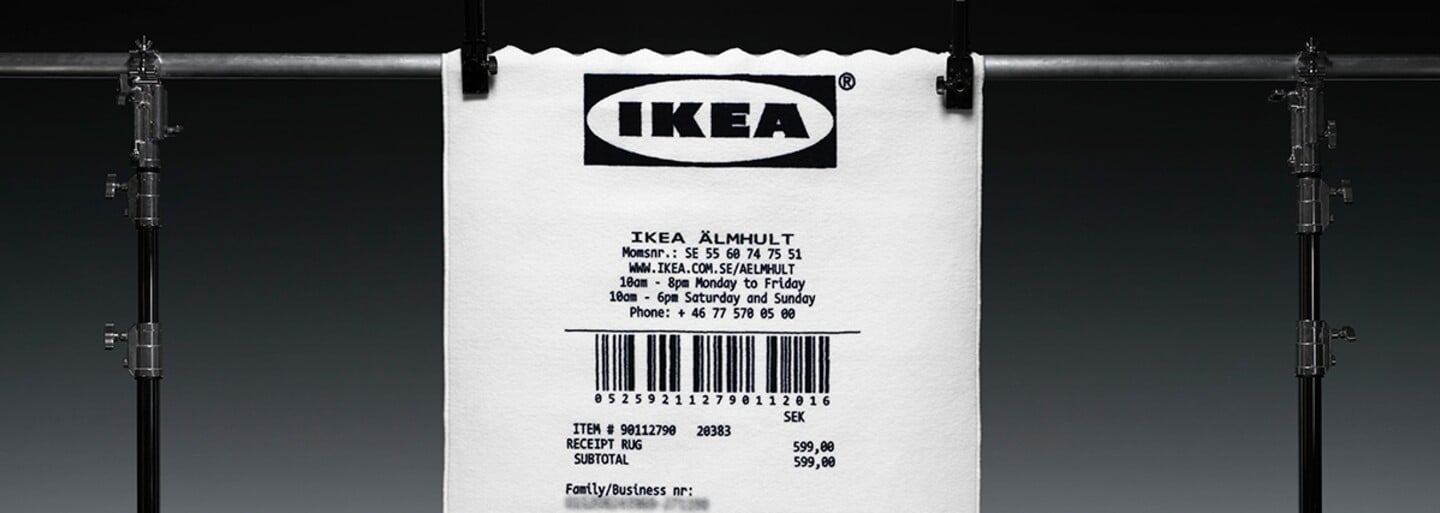 IKEA®
IKEA ÄLMHULT
Momsnr.: SE 55 60 74 75 51
WWW.IKEA.COM.SE/AELMHULT
10am - 8pm Monday to Friday
10am - 6pm Saturday and Sunday
Phone: + 46 77 570 05 00
052592112790112016
SEK
ITEM # 90112790 20383
RECEIPT RUG 599,00
SUBTOTAL 599,00
Family/Business nr: